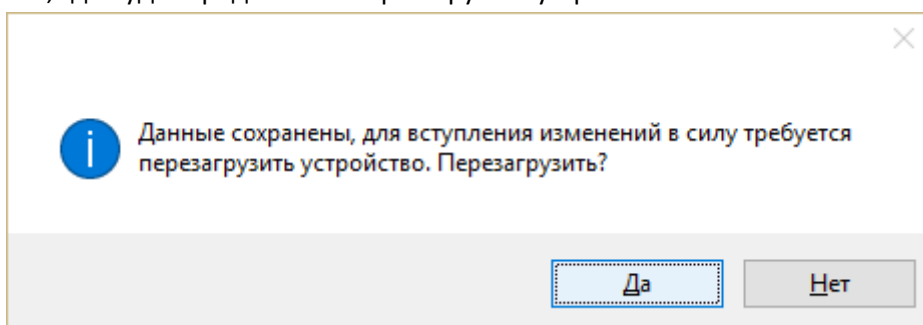 Данные сохранены, для вступления изменений в силу требуется
перезагрузить устройство. Перезагрузить?
Да
Нет